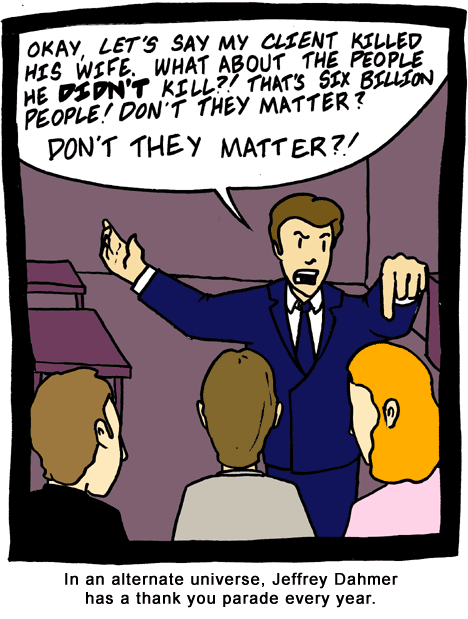 OKAY, LET'S SAY MY CLIENT KILLED
HIS WIFE. WHAT ABOUT THE PEOPLE
HE DIDN'T KILL?! THAT'S SIX BILLION
PEOPLE! DON'T THEY MATTER?
DON'T THEY MATTER?!
In an alternate universe, Jeffrey Dahmer
has a thank you parade every year.